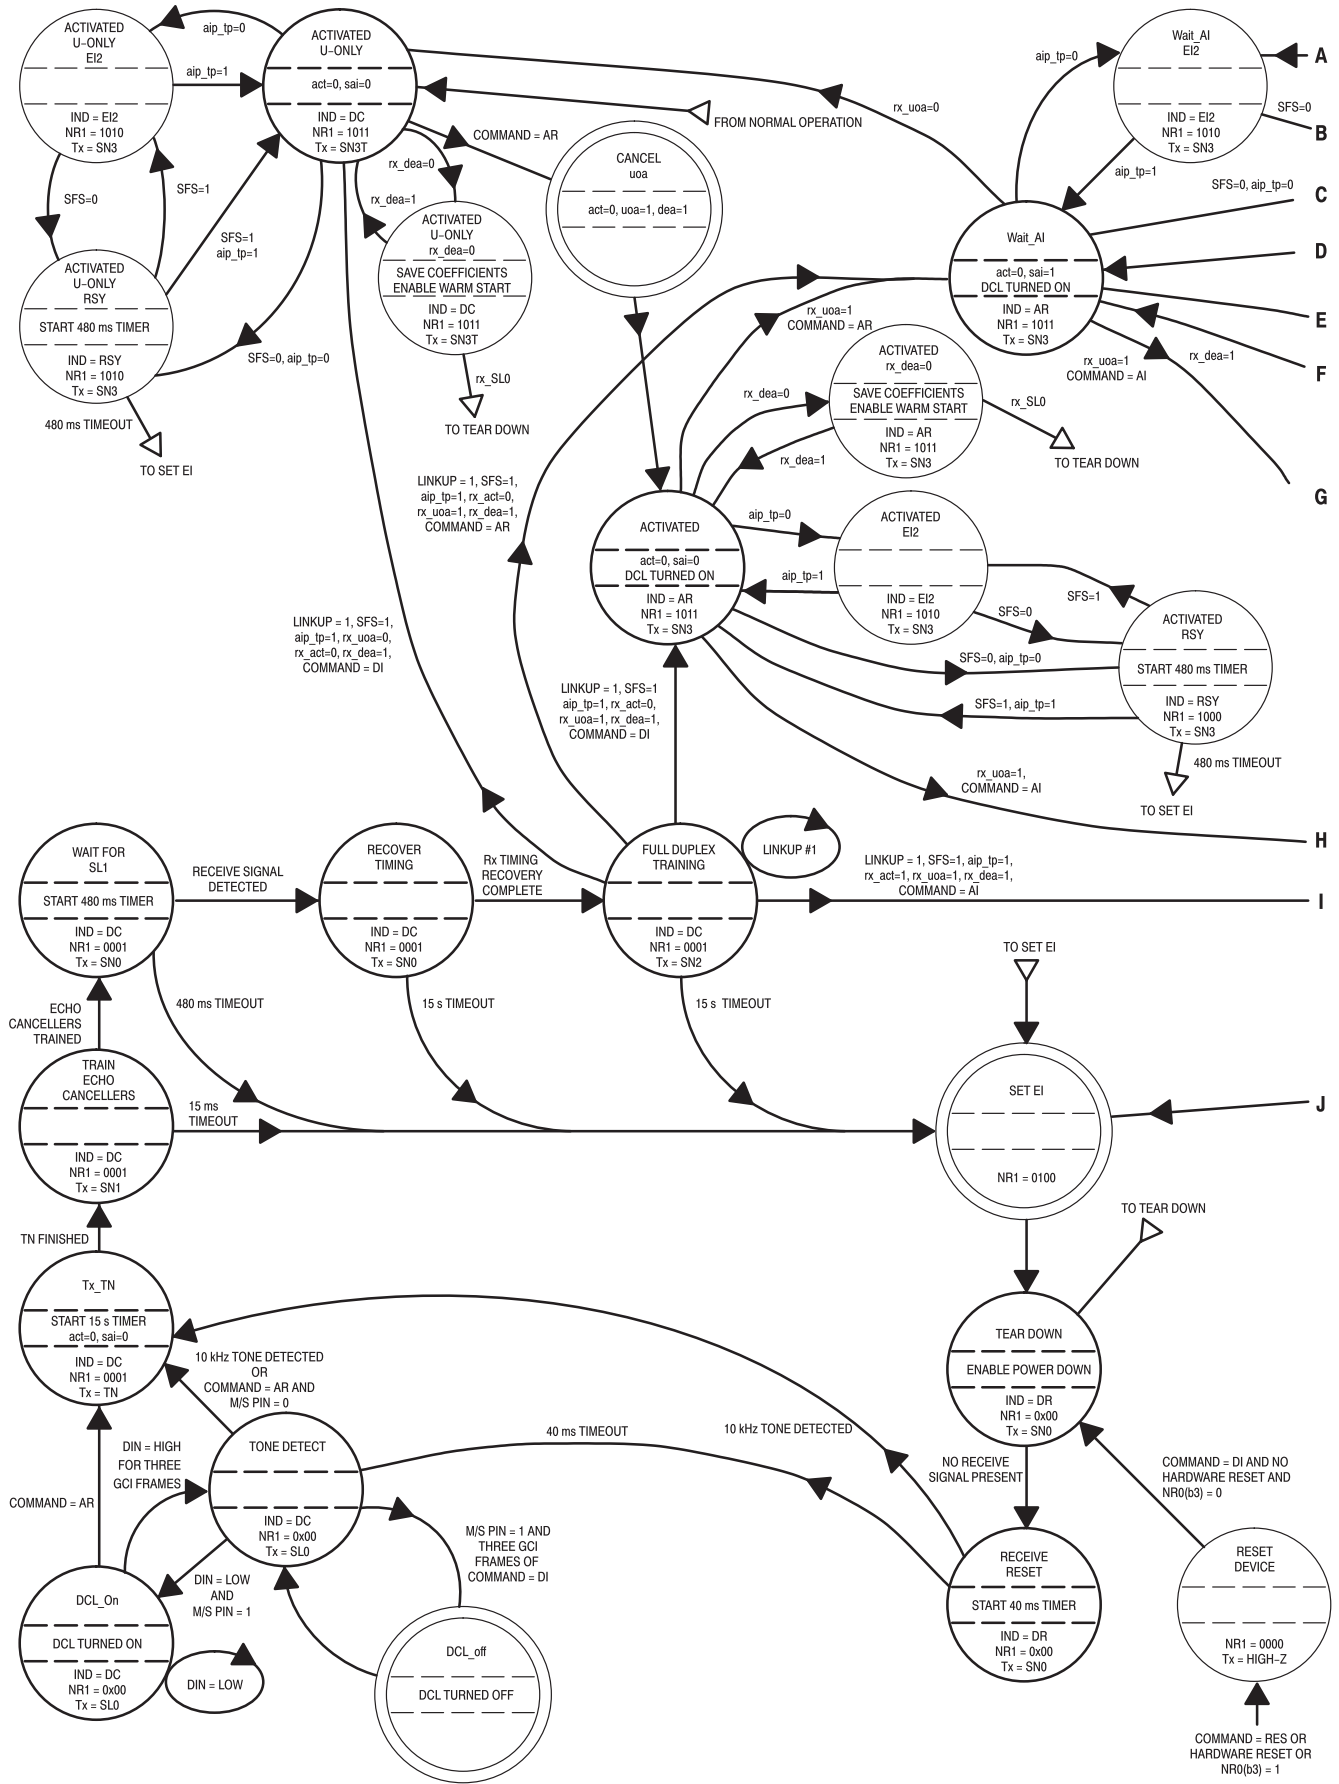 ACTIVATED
U–ONLY
EI2
IND = EI2
NR1 = 1010
Tx = SN3
aip_tp=0
aip_tp=1
ACTIVATED
U–ONLY
act=0, sai=0
IND = DC
NR1 = 1011
Tx = SN3T
FROM NORMAL OPERATION
COMMAND = AR
rx_dea=0
rx_dea=1
CANCEL
uoa
act=0, uoa=1, dea=1
rx_uoa=0
aip_tp=0
Wait_AI
EI2
IND = EI2
NR1 = 1010
Tx = SN3
A
SFS=0
B
aip_tp=1
SFS=0, aip_tp=0
C
D
E
F
G
SFS=0
SFS=1
SFS=1
aip_tp=1
ACTIVATED
U–ONLY
RSY
START 480 ms TIMER
IND = RSY
NR1 = 1010
Tx = SN3
480 ms TIMEOUT
TO SET EI
SFS=0, aip_tp=0
ACTIVATED
U–ONLY
rx_dea=0
SAVE COEFFICIENTS
ENABLE WARM START
IND = DC
NR1 = 1011
Tx = SN3T
rx_SL0
TO TEAR DOWN
Wait_AI
act=0, sai=1
DCL TURNED ON
IND = AR
NR1 = 1011
Tx = SN3
rx_uoa=1
COMMAND = AI
rx_dea=1
rx_uoa=1
COMMAND = AR
ACTIVATED
rx_dea=0
SAVE COEFFICIENTS
ENABLE WARM START
IND = AR
NR1 = 1011
Tx = SN3
rx_dea=0
rx_dea=1
rx_SL0
TO TEAR DOWN
LINKUP = 1, SFS=1,
aip_tp=1, rx_act=0,
rx_uoa=1, rx_dea=1,
COMMAND = AR
ACTIVATED
act=0, sai=0
DCL TURNED ON
IND = AR
NR1 = 1011
Tx = SN3
aip_tp=0
aip_tp=1
ACTIVATED
EI2
IND = EI2
NR1 = 1010
Tx = SN3
SFS=1
SFS=0
SFS=0, aip_tp=0
SFS=1, aip_tp=1
ACTIVATED
RSY
START 480 ms TIMER
IND = RSY
NR1 = 1000
Tx = SN3
480 ms TIMEOUT
TO SET EI
LINKUP = 1, SFS=1,
aip_tp=1, rx_uoa=0,
rx_act=0, rx_dea=1,
COMMAND = DI
LINKUP = 1, SFS=1
aip_tp=1, rx_act=0,
rx_uoa=1, rx_dea=1,
COMMAND = DI
rx_uoa=1,
COMMAND = AI
H
WAIT FOR
SL1
START 480 ms TIMER
IND = DC
NR1 = 0001
Tx = SN0
RECEIVE SIGNAL
DETECTED
RECOVER
TIMING
IND = DC
NR1 = 0001
Tx = SN0
Rx TIMING
RECOVERY
COMPLETE
FULL DUPLEX
TRAINING
IND = DC
NR1 = 0001
Tx = SN2
LINKUP #1
LINKUP = 1, SFS=1, aip_tp=1,
rx_act=1, rx_uoa=1, rx_dea=1,
COMMAND = AI
I
TO SET EI
ECHO
CANCELLERS
TRAINED
480 ms TIMEOUT
15 s TIMEOUT
15 s TIMEOUT
TRAIN
ECHO
CANCELLERS
IND = DC
NR1 = 0001
Tx = SN1
15 ms
TIMEOUT
SET EI
NR1 = 0100
J
TN FINISHED
TO TEAR DOWN
Tx_TN
START 15 s TIMER
act=0, sai=0
IND = DC
NR1 = 0001
Tx = TN
10 kHz TONE DETECTED
OR
COMMAND = AR AND
M/S PIN = 0
TEAR DOWN
ENABLE POWER DOWN
IND = DR
NR1 = 0x00
Tx = SN0
DIN = HIGH
FOR THREE
GCI FRAMES
COMMAND = AR
TONE DETECT
IND = DC
NR1 = 0x00
Tx = SL0
40 ms TIMEOUT
10 kHz TONE DETECTED
NO RECEIVE
SIGNAL PRESENT
COMMAND = DI AND NO
HARDWARE RESET AND
NR0(b3) = 0
M/S PIN = 1 AND
THREE GCI
FRAMES OF
COMMAND = DI
DIN = LOW
AND
M/S PIN = 1
DCL_On
DCL TURNED ON
IND = DC
NR1 = 0x00
Tx = SL0
DIN = LOW
DCL_off
DCL TURNED OFF
RECEIVE
RESET
START 40 ms TIMER
IND = DR
NR1 = 0x00
Tx = SN0
RESET
DEVICE
NR1 = 0000
Tx = HIGH–Z
COMMAND = RES OR
HARDWARE RESET OR
NR0(b3) = 1